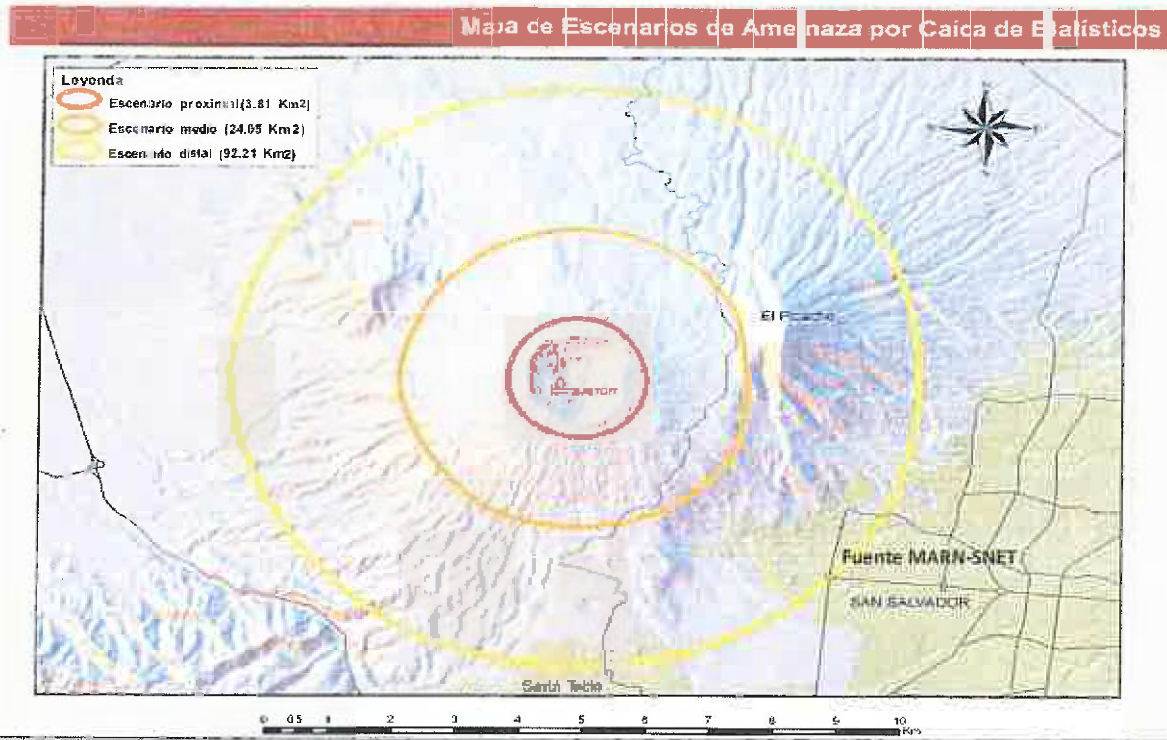 Mapa de Escenarios de Amenaza por Caída de Balísticos
Leyenda
Escenario proximal (3.81 Km2)
Escenario medio (24.05 Km2)
Escenario distal (92.21 Km2)
El Picacho
Fuente MARN-SNET
SAN SALVADOR
Santa Tecla
0 0.5 1 2 3 4 5 6 7 8 9 10
Km